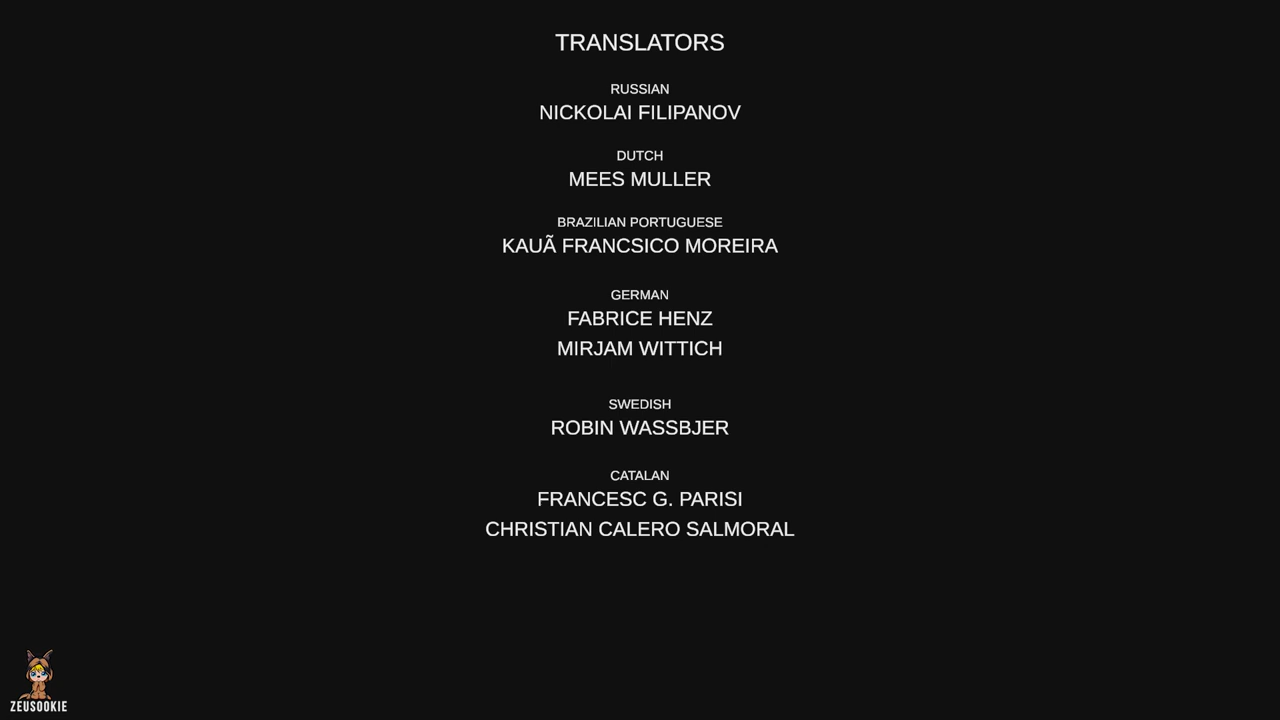 TRANSLATORS
RUSSIAN
NICKOLAI FILIPANOV
DUTCH
MEES MULLER
BRAZILIAN PORTUGUESE
KAUÃ FRANCSICO MOREIRA
GERMAN
FABRICE HENZ
MIRJAM WITTICH
SWEDISH
ROBIN WASSBJER
CATALAN
FRANCESC G. PARISI
CHRISTIAN CALERO SALMORAL
ZEUSOOKIE